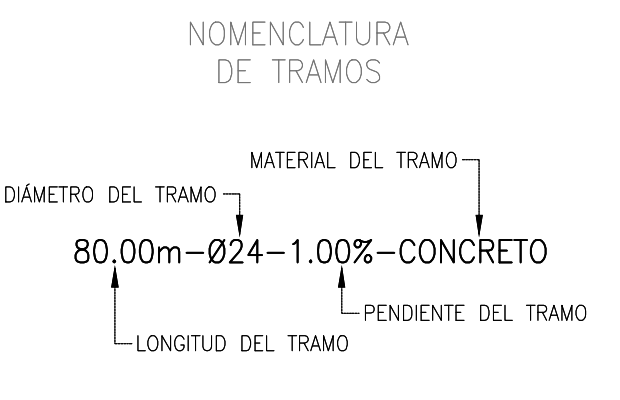 NOMENCLATURA
DE TRAMOS
MATERIAL DEL TRAMO
DIÁMETRO DEL TRAMO
80.00m-Ø24-1.00%-CONCRETO
PENDIENTE DEL TRAMO
LONGITUD DEL TRAMO